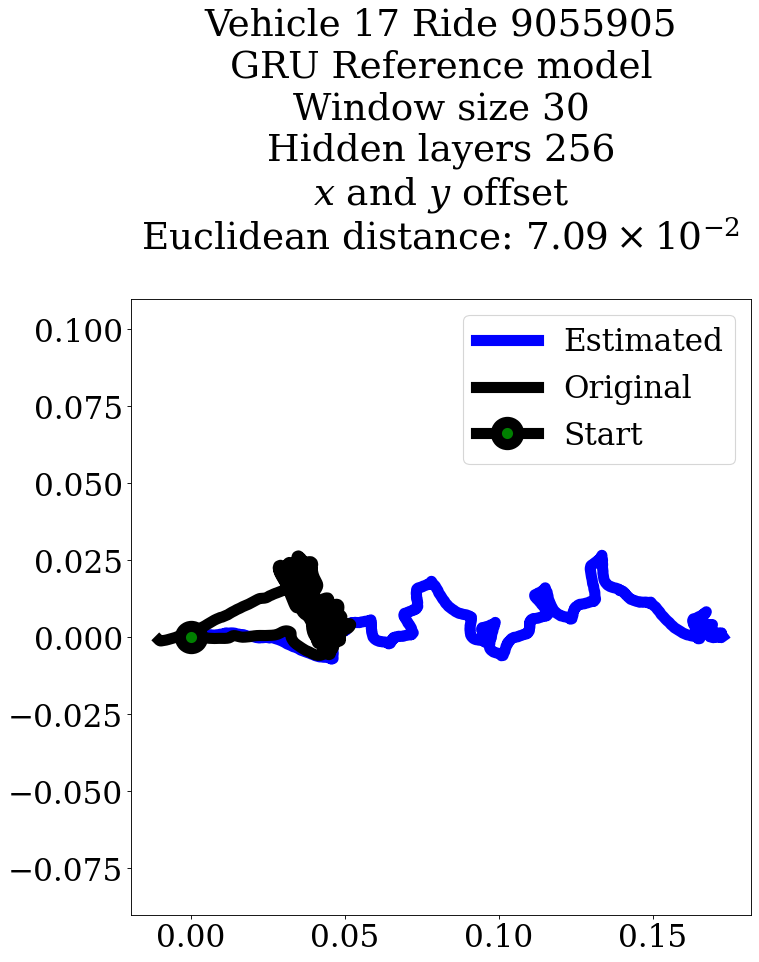 Vehicle 17 Ride 9055905
GRU Reference model
Window size 30
Hidden layers 256
x and y offset
Euclidean distance: 7.09 × 10⁻²
Estimated
Original
Start
0.100
0.075
0.050
0.025
0.000
−0.025
−0.050
−0.075
0.00 0.05 0.10 0.15